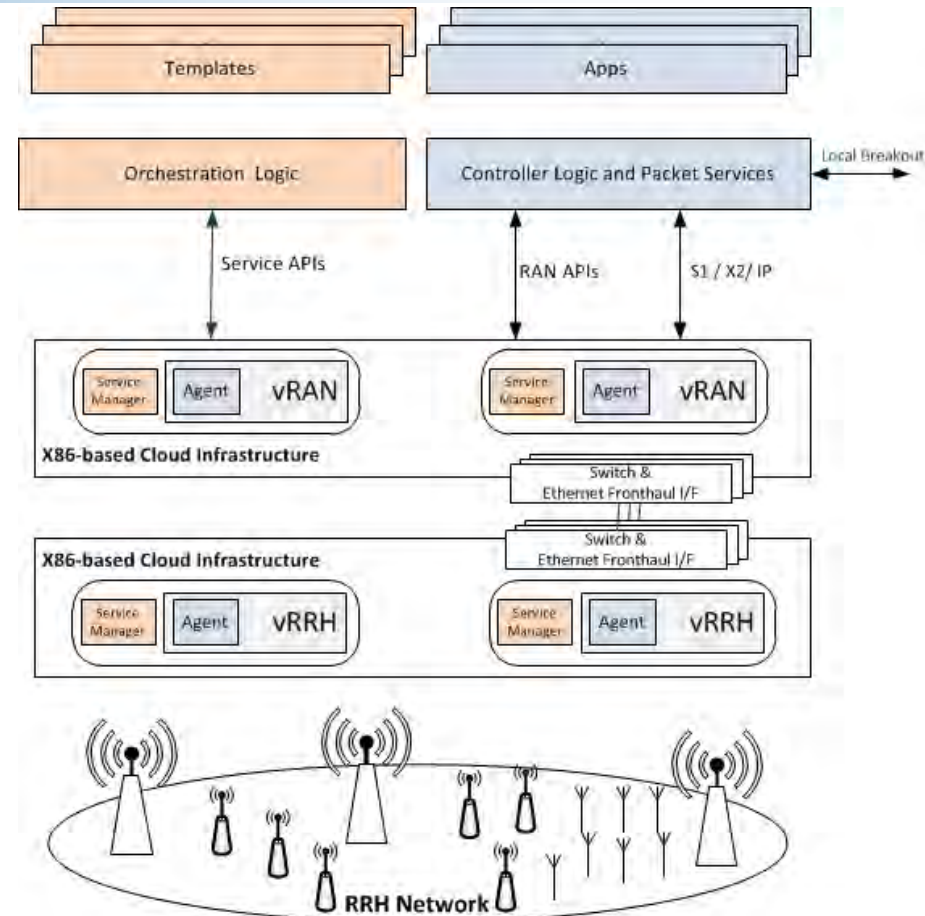 Templates
Apps
Orchestration Logic
Controller Logic and Packet Services
Local Breakout
Service APIs
RAN APIs
S1 / X2/ IP
Service
Manager
Agent
vRAN
Service
Manager
Agent
vRAN
X86-based Cloud Infrastructure
Switch &
Ethernet Fronthaul I/F
Switch &
Ethernet Fronthaul I/F
X86-based Cloud Infrastructure
Service
Manager
Agent
vRRH
Service
Manager
Agent
vRRH
RRH Network